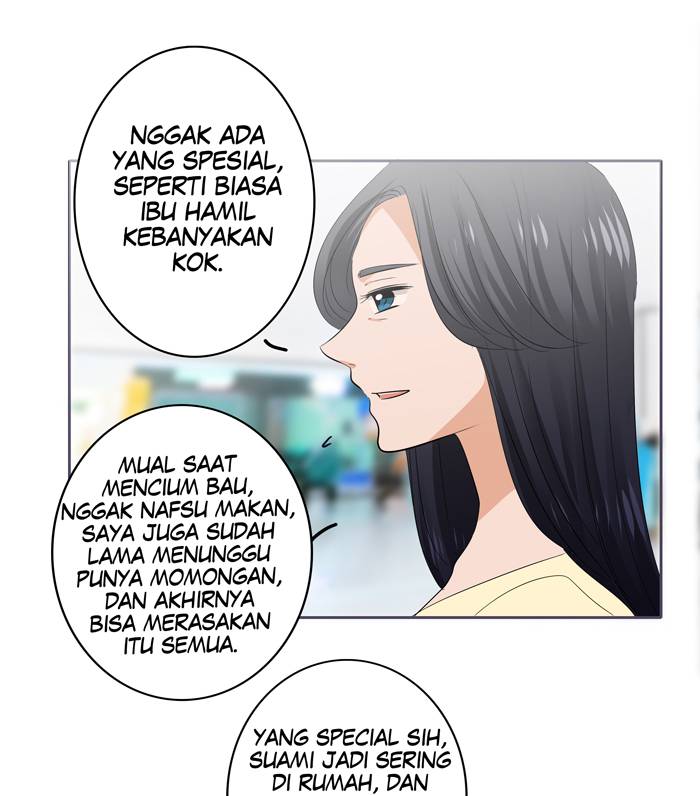 NGGAK ADA
YANG SPESIAL,
SEPERTI BIASA
IBU HAMIL
KEBANYAKAN
KOK.
MUAL SAAT
MENCIUM BAU,
NGGAK NAFSU MAKAN,
SAYA JUGA SUDAH
LAMA MENUNGGU
PUNYA MOMONGAN,
DAN AKHIRNYA
BISA MERASAKAN
ITU SEMUA.
YANG SPECIAL SIH,
SUAMI JADI SERING
DI RUMAH, DAN